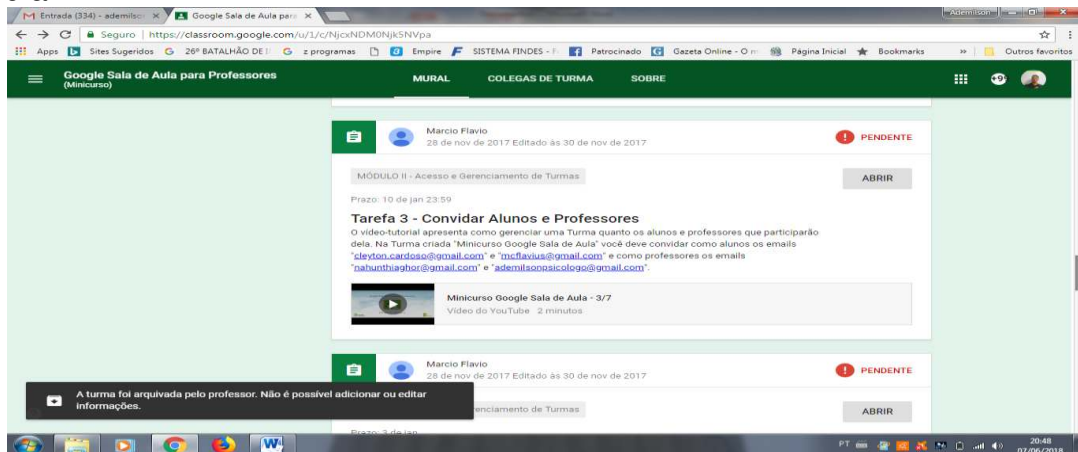 Entrada (334) - ademilson
Google Sala de Aula para
Ademilson
Seguro | https://classroom.google.com/u/1/c/NjcxNDM0Njk5NVpa
Apps Sites Sugeridos 26º BATALHÃO DE z programas Empire SISTEMA FINDES - F Patrocinado Gazeta Online - O Página Inicial Bookmarks » Outros favoritos
Google Sala de Aula para Professores
(Minicurso)
MURAL COLEGAS DE TURMA SOBRE
+9
Marcio Flavio
28 de nov de 2017 Editado às 30 de nov de 2017
PENDENTE
MÓDULO II - Acesso e Gerenciamento de Turmas
ABRIR
Prazo: 10 de jan 23:59
Tarefa 3 - Convidar Alunos e Professores
O vídeo-tutorial apresenta como gerenciar uma Turma quanto os alunos e professores que participarão
dela. Na Turma criada "Minicurso Google Sala de Aula" você deve convidar como alunos os emails
"cleyton.cardoso@gmail.com" e "mcflavius@gmail.com" e como professores os emails
"nahunthiaghor@gmail.com" e "ademilsonpsicologo@gmail.com".
Minicurso Google Sala de Aula - 3/7
Vídeo do YouTube 2 minutos
Marcio Flavio
28 de nov de 2017 Editado às 30 de nov de 2017
PENDENTE
A turma foi arquivada pelo professor. Não é possível adicionar ou editar
informações.
renciamento de Turmas
ABRIR
Prazo: 3 de jan
PT
20:48
07/06/2018